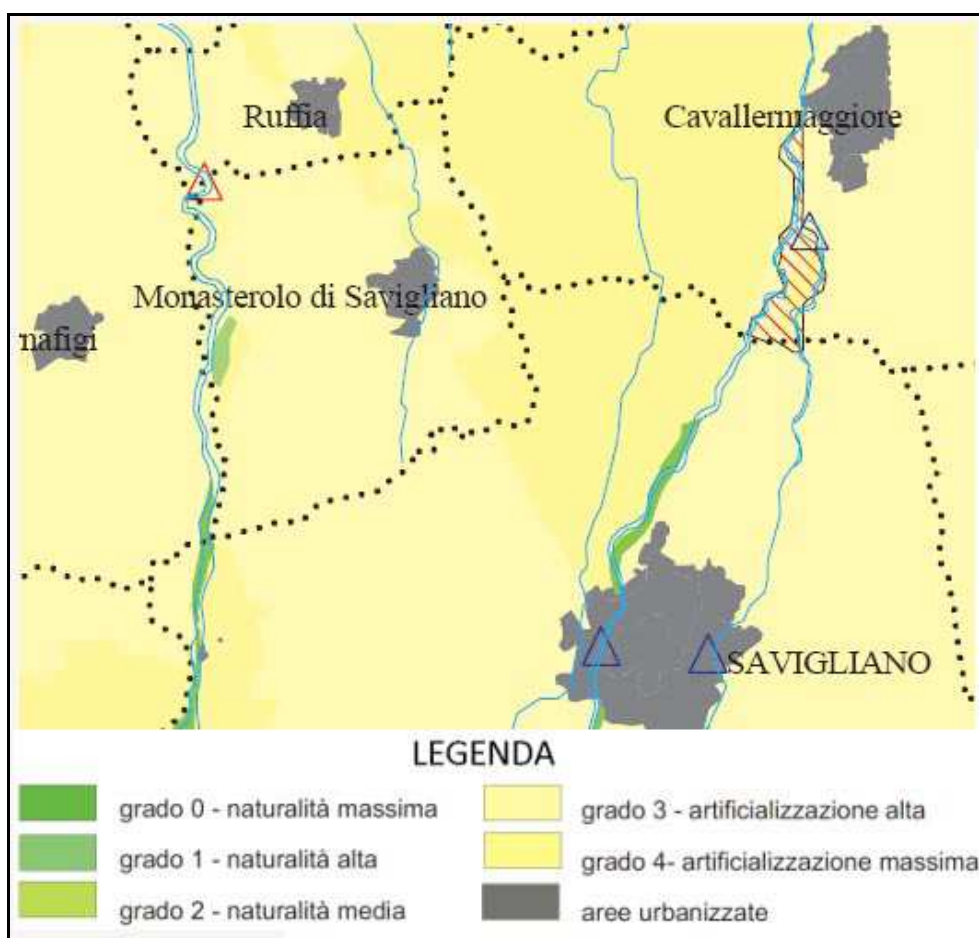 Ruffia
Cavallermaggiore
Monasterolo di Savigliano
nafigi
SAVIGLIANO
LEGENDA
grado 0 - naturalità massima
grado 1 - naturalità alta
grado 2 - naturalità media
grado 3 - artificializzazione alta
grado 4- artificializzazione massima
aree urbanizzate